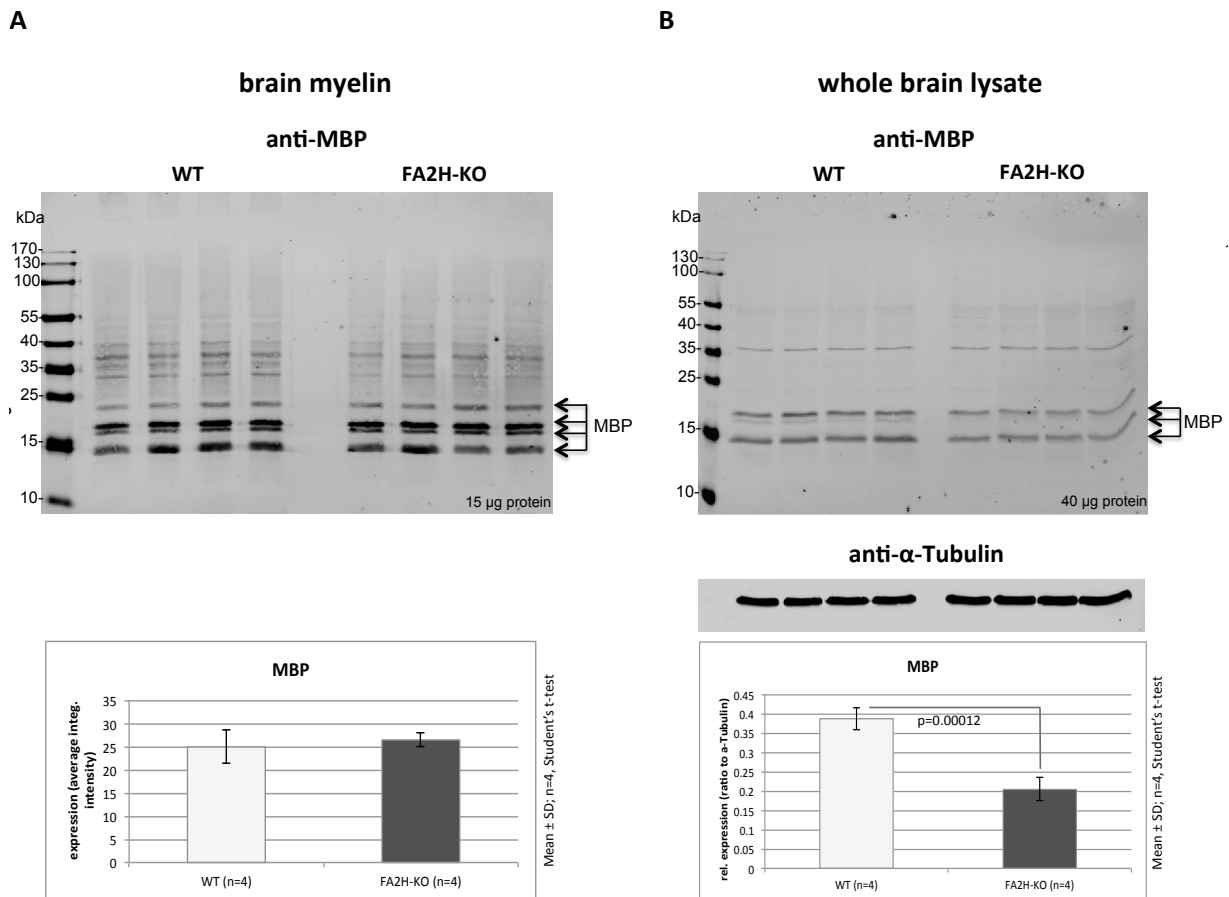 A
brain myelin
anti-MBP
WT FA2H-KO
kDa
170-
130-
100-
55-
40-
35-
25-
15-
10-
MBP
15 µg protein
MBP
expression (average integ.
intensity)
35
30
25
20
15
10
5
0
WT (n=4) FA2H-KO (n=4)
Mean ± SD; n=4, Student's t-test
B
whole brain lysate
anti-MBP
WT FA2H-KO
kDa
130-
100-
55-
40-
35-
25-
15-
10-
MBP
40 µg protein
anti-α-Tubulin
MBP
rel. expression (ratio to a-Tubulin)
0.45
0.4
0.35
0.3
0.25
0.2
0.15
0.1
0.05
0
p=0.00012
WT (n=4) FA2H-KO (n=4)
Mean ± SD; n=4, Student's t-test